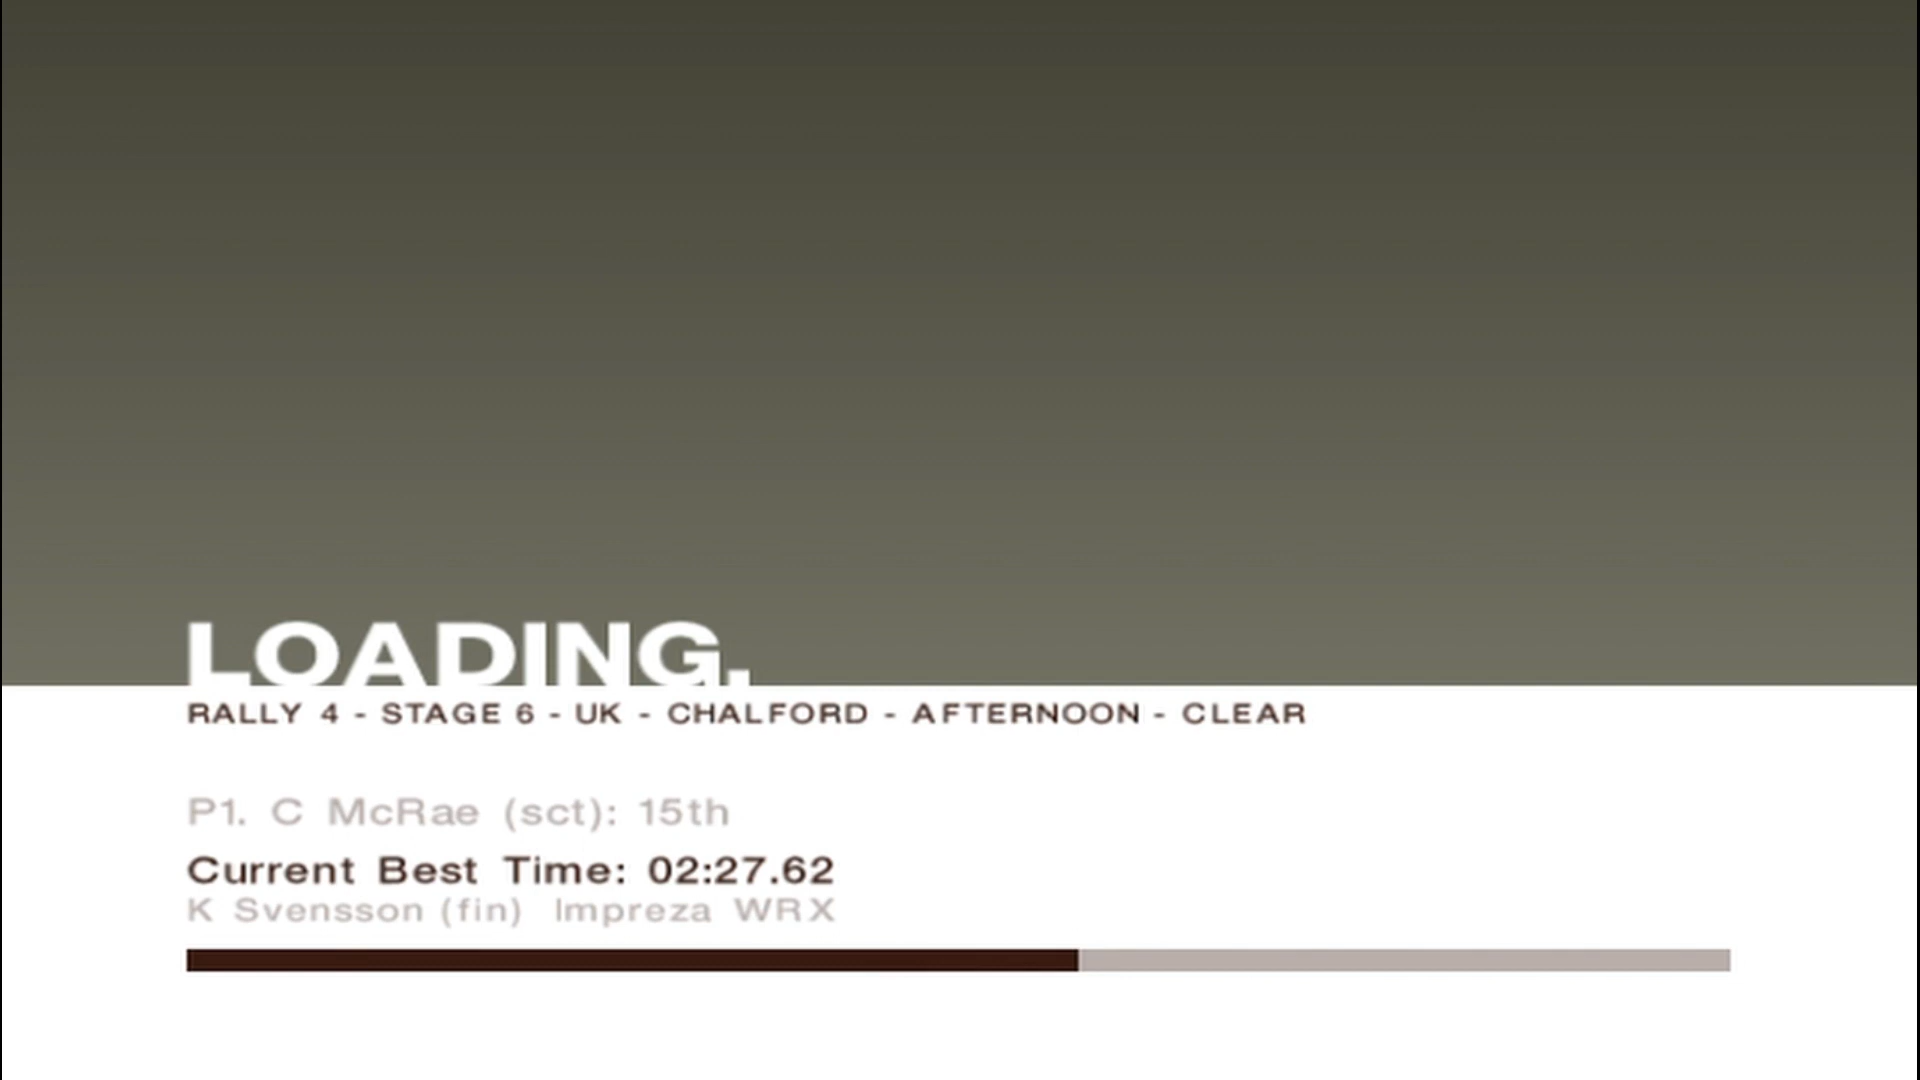 LOADING.
RALLY 4 - STAGE 6 - UK - CHALFORD - AFTERNOON - CLEAR
P1. C McRae (sct): 15th
Current Best Time: 02:27.62
K Svensson (fin) Impreza WRX